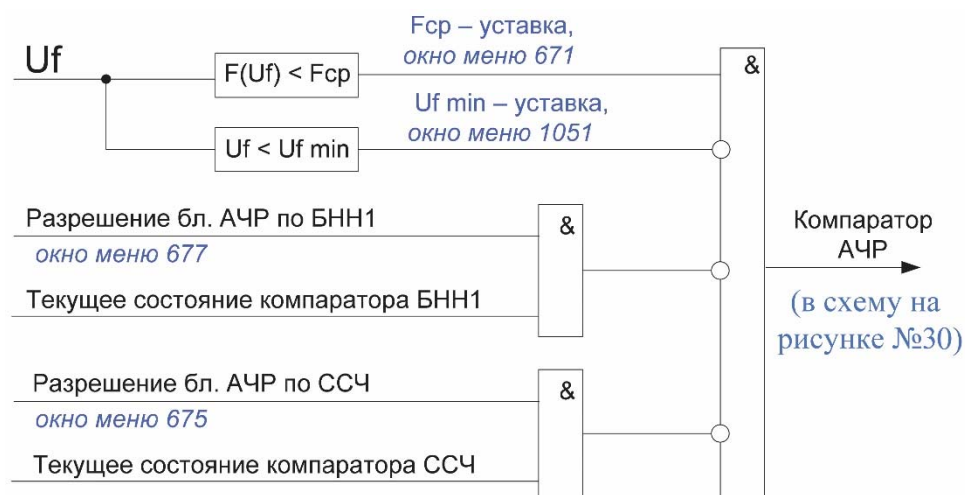 Uf
F(Uf) < Fср
Fср – уставка,
окно меню 671
&
Uf < Uf min
Uf min – уставка,
окно меню 1051
Разрешение бл. АЧР по БНН1
окно меню 677
Текущее состояние компаратора БНН1
&
Компаратор
АЧР
(в схему на
рисунке №30)
Разрешение бл. АЧР по ССЧ
окно меню 675
Текущее состояние компаратора ССЧ
&